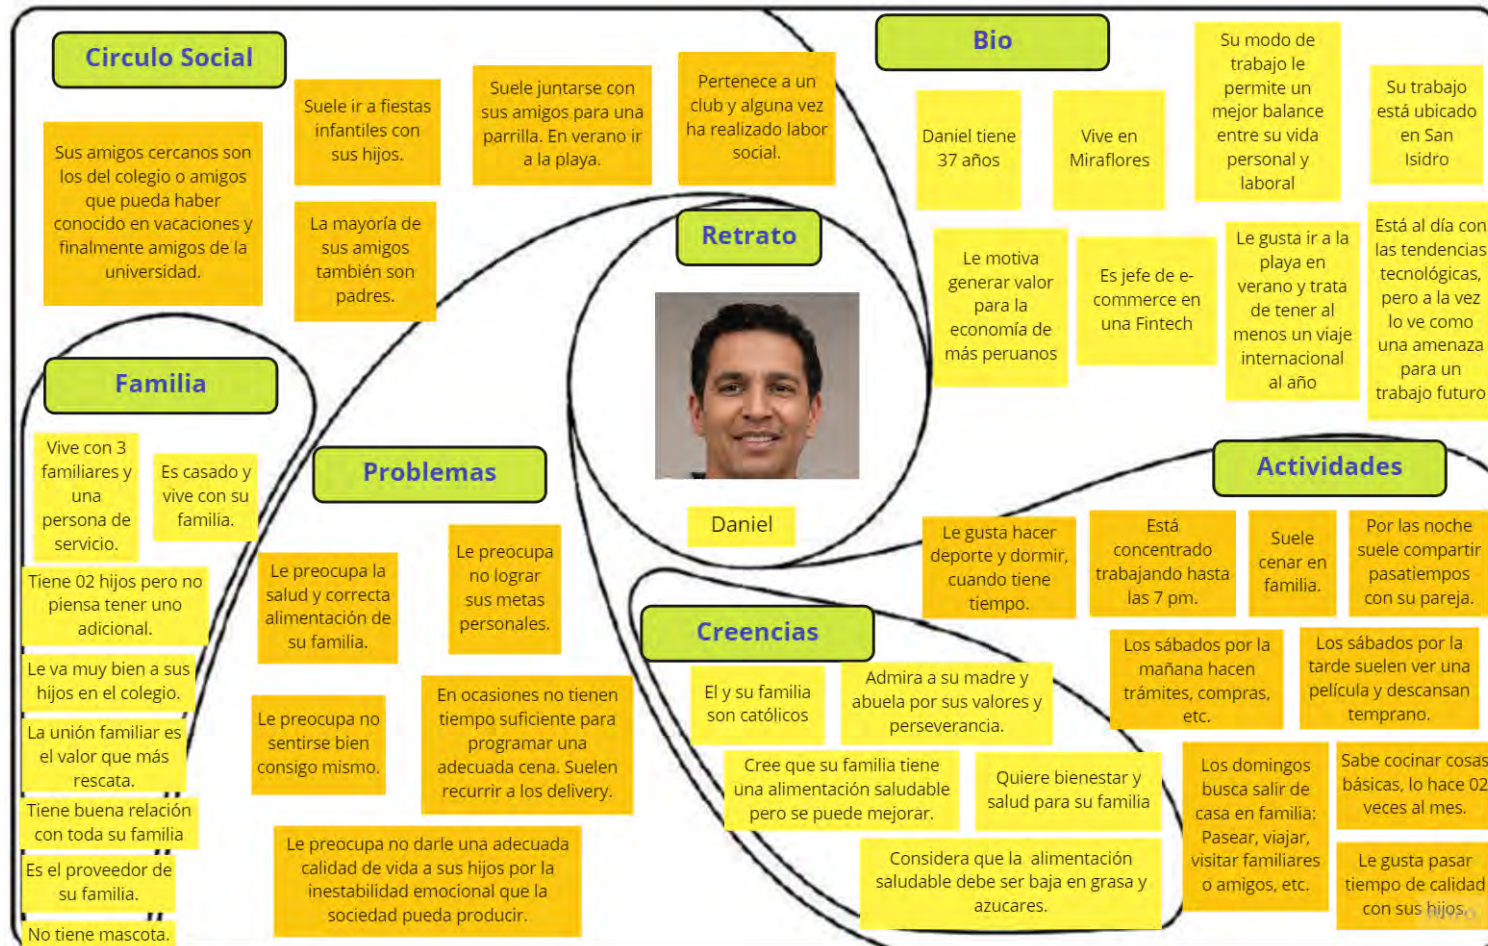 Circulo Social
Sus amigos cercanos son
los del colegio o amigos
que pueda haber
conocido en vacaciones y
finalmente amigos de la
universidad.
Suele ir a fiestas
infantiles con
sus hijos.
La mayoría de
sus amigos
también son
padres.
Suele juntarse con
sus amigos para una
parrilla. En verano ir
a la playa.
Pertenece a un
club y alguna vez
ha realizado labor
social.
Bio
Daniel tiene
37 años
Vive en
Miraflores
Su modo de
trabajo le
permite un
mejor balance
entre su vida
personal y
laboral
Su trabajo
está ubicado
en San
Isidro
Le motiva
generar valor
para la
economía de
más peruanos
Es jefe de e-
commerce en
una Fintech
Le gusta ir a la
playa en
verano y trata
de tener al
menos un viaje
internacional
al año
Está al día con
las tendencias
tecnológicas,
pero a la vez
lo ve como
una amenaza
para un
trabajo futuro
Retrato
Daniel
Familia
Vive con 3
familiares y
una
persona de
servicio.
Es casado y
vive con su
familia.
Tiene 02 hijos pero no
piensa tener uno
adicional.
Le va muy bien a sus
hijos en el colegio.
La unión familiar es
el valor que más
rescata.
Tiene buena relación
con toda su familia
Es el proveedor de
su familia.
No tiene mascota.
Problemas
Le preocupa la
salud y correcta
alimentación de
su familia.
Le preocupa
no lograr
sus metas
personales.
Le preocupa no
sentirse bien
consigo mismo.
En ocasiones no tienen
tiempo suficiente para
programar una
adecuada cena. Suelen
recurrir a los delivery.
Le preocupa no darle una adecuada
calidad de vida a sus hijos por la
inestabilidad emocional que la
sociedad pueda producir.
Creencias
El y su familia
son católicos
Admira a su madre y
abuela por sus valores y
perseverancia.
Cree que su familia tiene
una alimentación saludable
pero se puede mejorar.
Quiere bienestar y
salud para su familia
Considera que la alimentación
saludable debe ser baja en grasa y
azucares.
Actividades
Le gusta hacer
deporte y dormir,
cuando tiene
tiempo.
Está
concentrado
trabajando hasta
las 7 pm.
Suele
cenar en
familia.
Por las noche
suele compartir
pasatiempos
con su pareja.
Los sábados por la
mañana hacen
trámites, compras,
etc.
Los sábados por la
tarde suelen ver una
película y descansan
temprano.
Los domingos
busca salir de
casa en familia:
Pasear, viajar,
visitar familiares
o amigos, etc.
Sabe cocinar cosas
básicas, lo hace 02
veces al mes.
Le gusta pasar
tiempo de calidad
con sus hijos.
miro